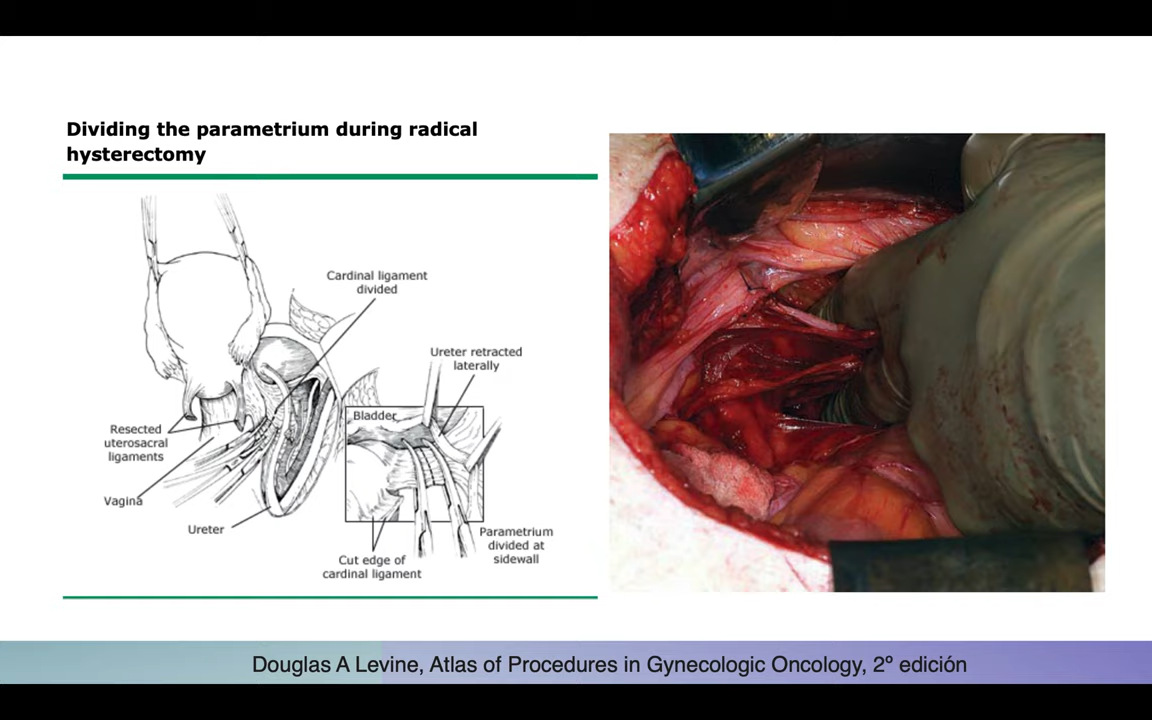 Dividing the parametrium during radical
hysterectomy
Cardinal ligament
divided
Ureter retracted
laterally
Bladder
Resected
uterosacral
ligaments
Vagina
Ureter
Parametrium
divided at
sidewall
Cut edge of
cardinal ligament
Douglas A Levine, Atlas of Procedures in Gynecologic Oncology, 2º edición